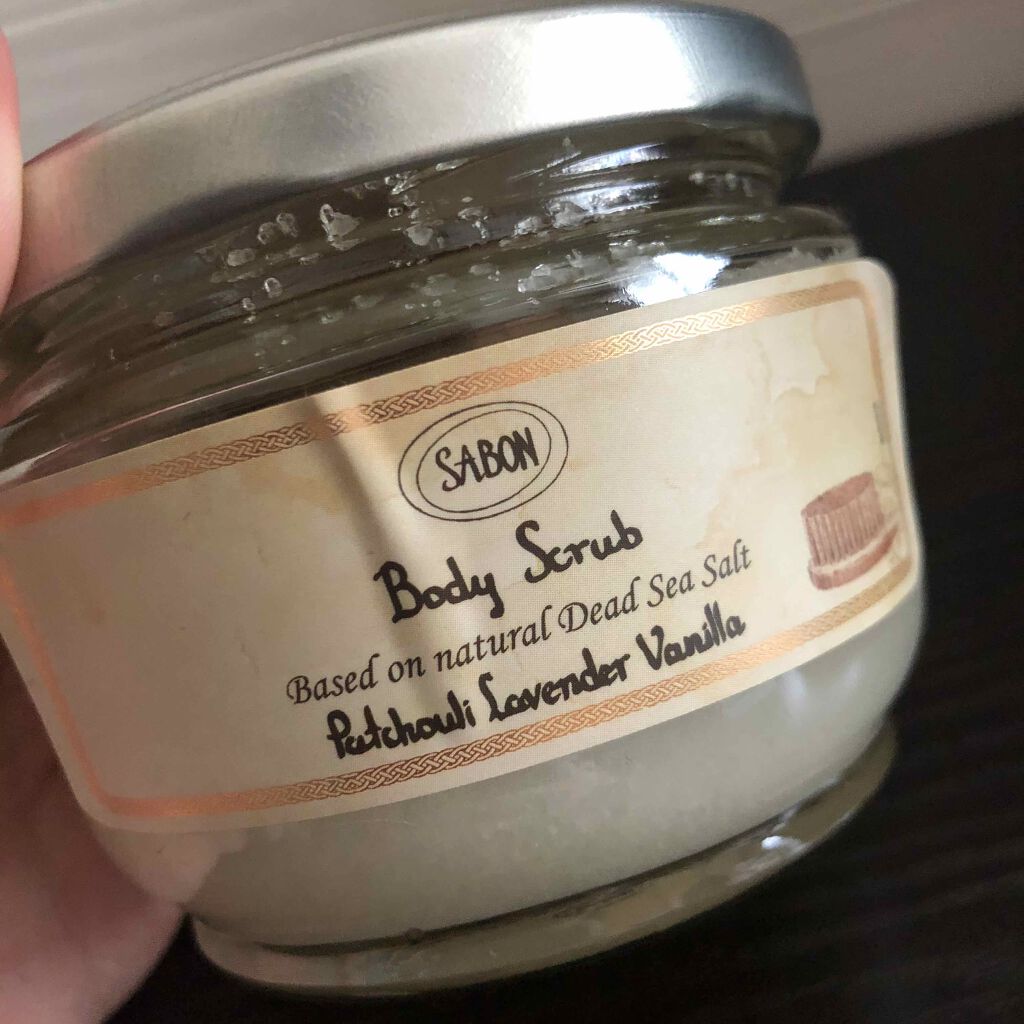 SABON
Body Scrub
Based on natural Dead Sea Salt
Patchouli Lavender Vanilla